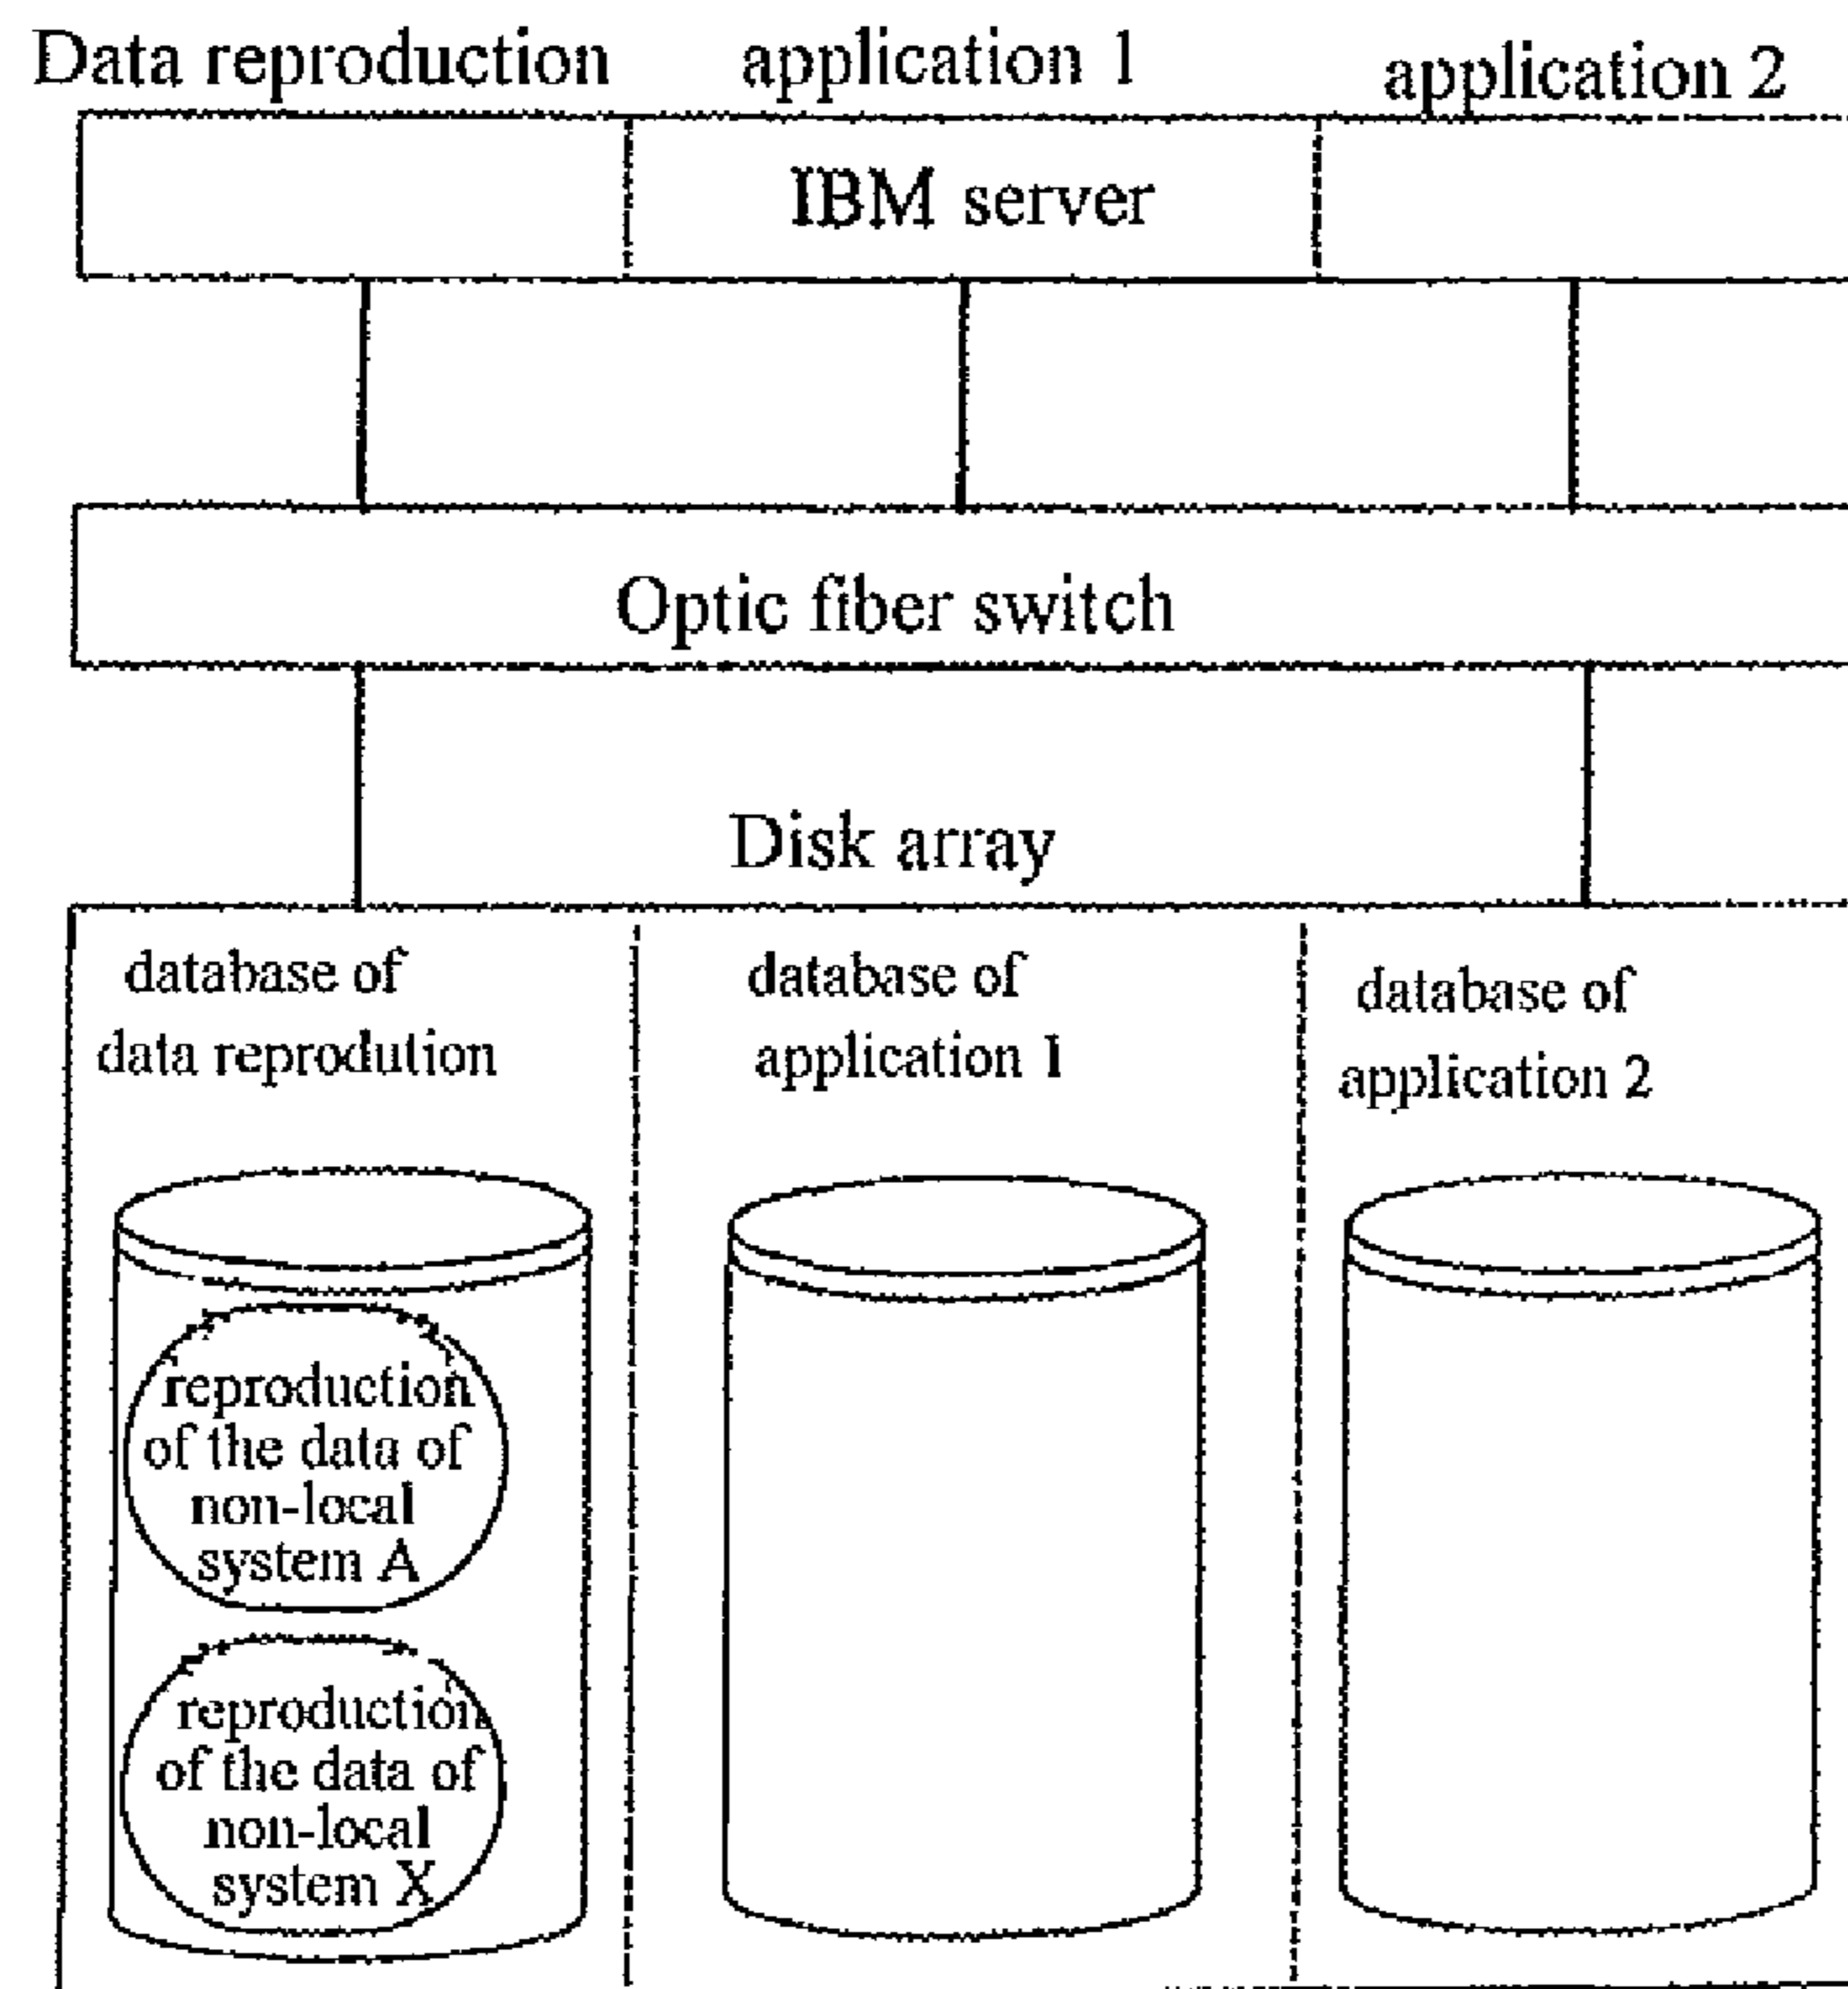 Data reproduction application 1 application 2
IBM server
Optic fiber switch
Disk array
database of
data reprodution
database of
application 1
database of
application 2
reproduction
of the data of
non-local
system A
reproduction
of the data of
non-local
system X